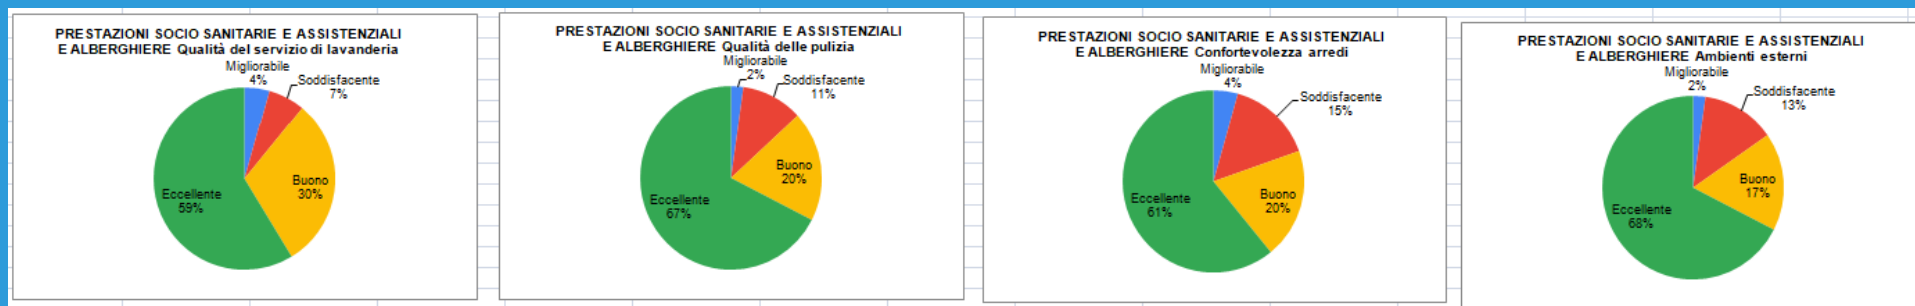 PRESTAZIONI SOCIO SANITARIE E ASSISTENZIALI
E ALBERGHIERE Qualità del servizio di lavanderia
Migliorabile
4%
Soddisfacente
7%
Buono
30%
Eccellente
59%
PRESTAZIONI SOCIO SANITARIE E ASSISTENZIALI
E ALBERGHIERE Qualità delle pulizia
Migliorabile
2%
Soddisfacente
11%
Buono
20%
Eccellente
67%
PRESTAZIONI SOCIO SANITARIE E ASSISTENZIALI
E ALBERGHIERE Confortevolezza arredi
Migliorabile
4%
Soddisfacente
15%
Buono
20%
Eccellente
61%
PRESTAZIONI SOCIO SANITARIE E ASSISTENZIALI
E ALBERGHIERE Ambienti esterni
Migliorabile
2%
Soddisfacente
13%
Buono
17%
Eccellente
68%